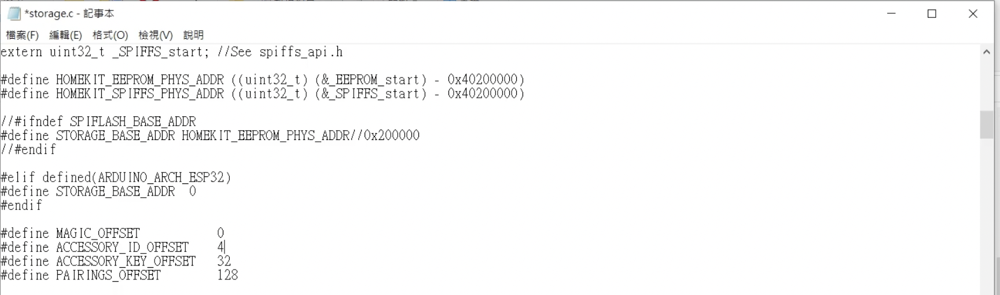 *storage.c - 記事本
檔案(F) 編輯(E) 格式(O) 檢視(V) 說明
extern uint32_t _SPIFFS_start; //See spiffs_api.h
#define HOMEKIT_EEPROM_PHYS_ADDR ((uint32_t) (&_EEPROM_start) - 0x40200000)
#define HOMEKIT_SPIFFS_PHYS_ADDR ((uint32_t) (&_SPIFFS_start) - 0x40200000)
//#ifndef SPIFLASH_BASE_ADDR
#define STORAGE_BASE_ADDR HOMEKIT_EEPROM_PHYS_ADDR//0x200000
//#endif
#elif defined(ARDUINO_ARCH_ESP32)
#define STORAGE_BASE_ADDR  0
#endif
#define MAGIC_OFFSET           0
#define ACCESSORY_ID_OFFSET    4
#define ACCESSORY_KEY_OFFSET   32
#define PAIRINGS_OFFSET        128